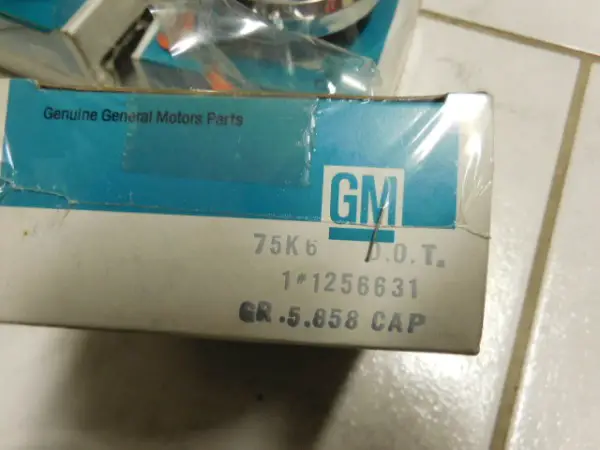 Genuine General Motors Parts
GM
75K6 D.O.T.
1*1256631
GR.5.858 CAP